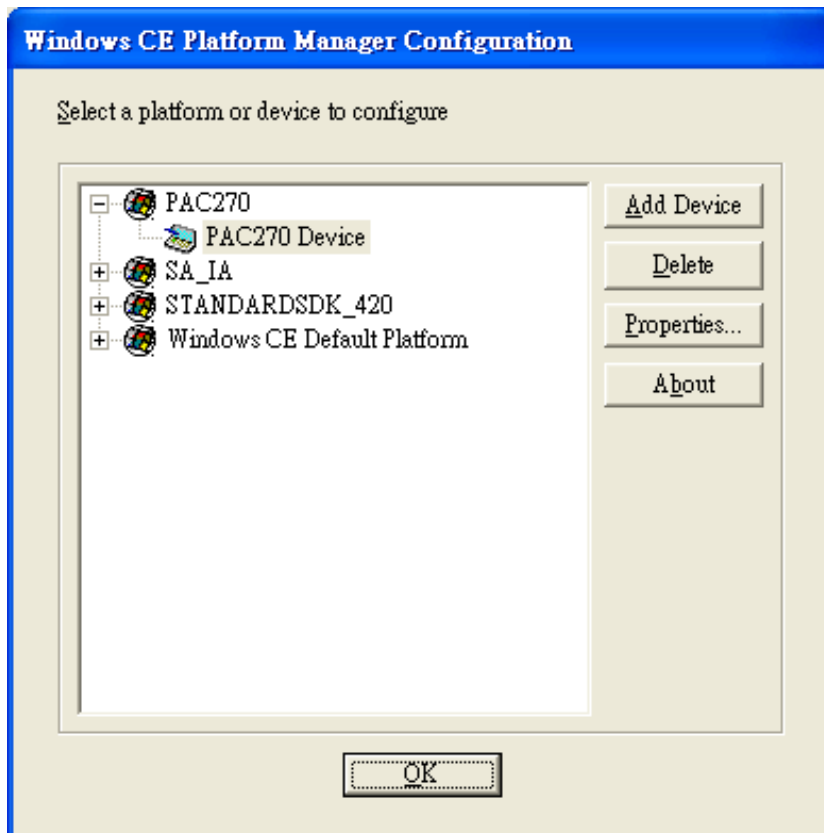 Windows CE Platform Manager Configuration
Select a platform or device to configure
PAC270
PAC270 Device
SA_IA
STANDARDSDK_420
Windows CE Default Platform
Add Device
Delete
Properties...
About
OK